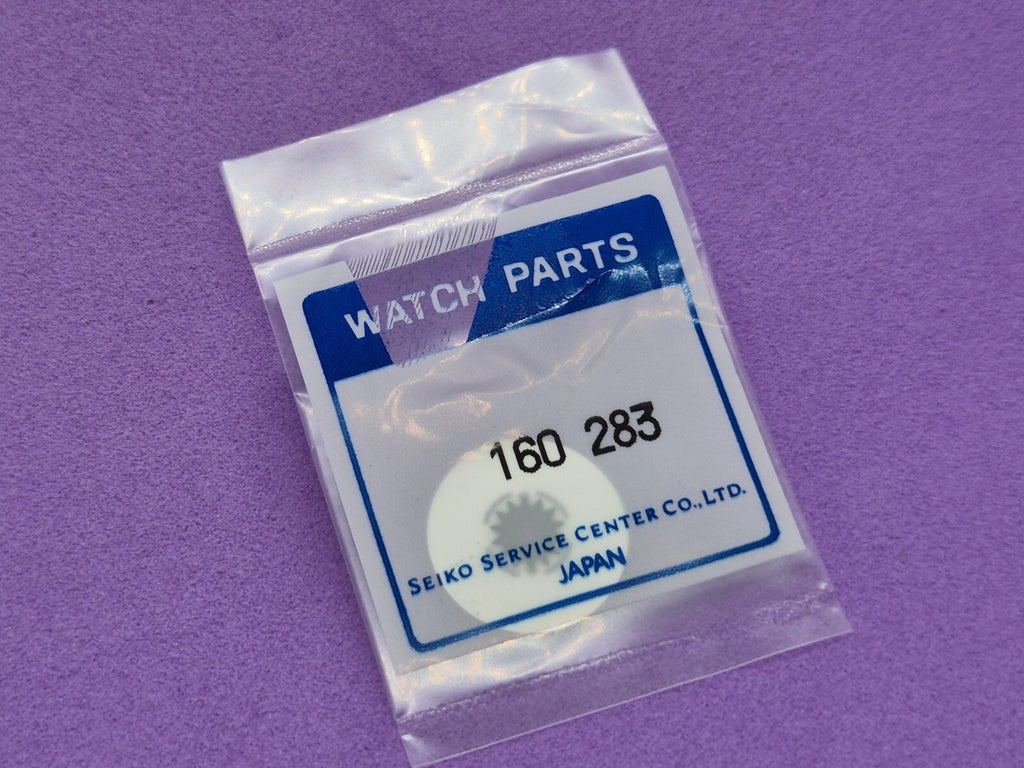 WATCH PARTS
160 283
SEIKO SERVICE CENTER CO.,LTD.
JAPAN